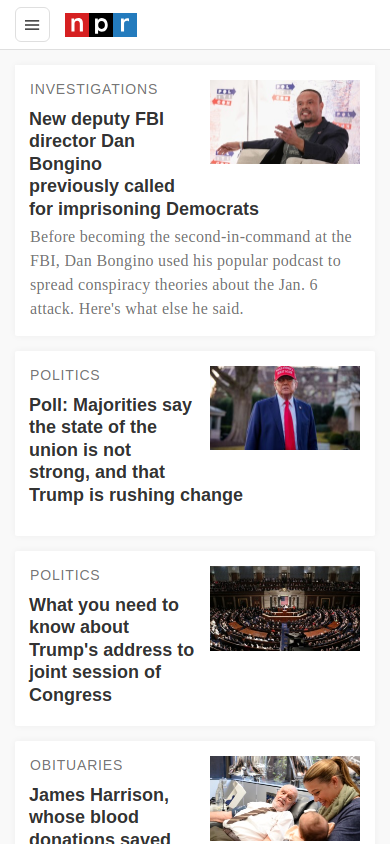 npr
INVESTIGATIONS
New deputy FBI
director Dan
Bongino
previously called
for imprisoning Democrats
Before becoming the second-in-command at the
FBI, Dan Bongino used his popular podcast to
spread conspiracy theories about the Jan. 6
attack. Here's what else he said.
POLITICS
Poll: Majorities say
the state of the
union is not
strong, and that
Trump is rushing change
POLITICS
What you need to
know about
Trump's address to
joint session of
Congress
OBITUARIES
James Harrison,
whose blood
donations saved